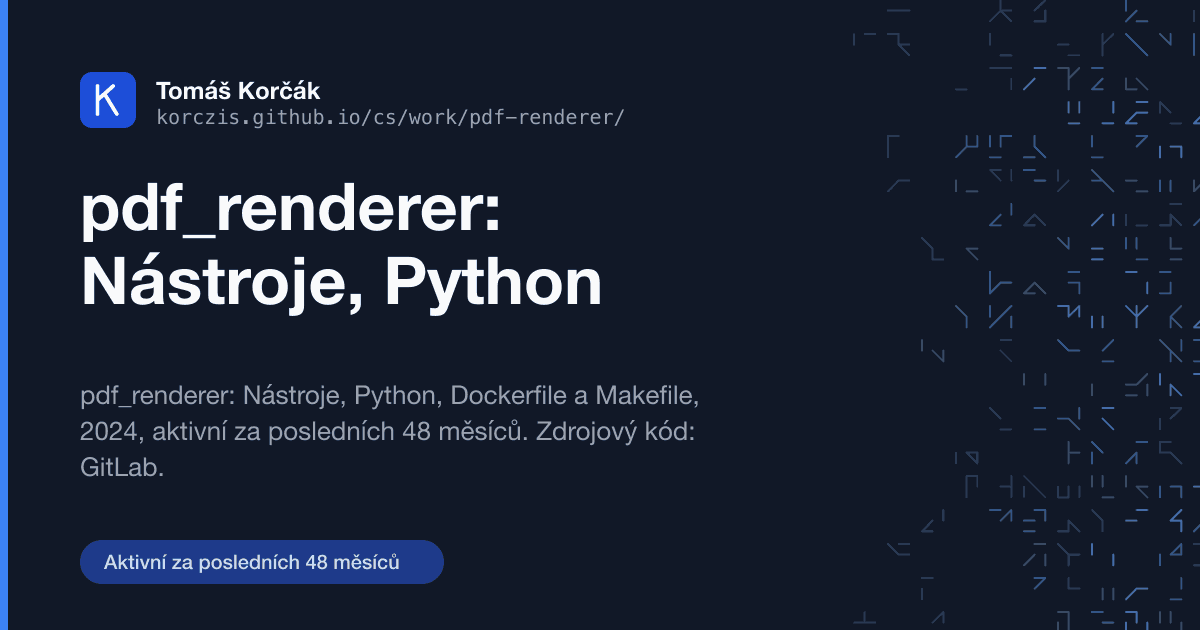 K
Tomáš Korčák
korczis.github.io/cs/work/pdf-renderer/
pdf_renderer:
Nástroje, Python
pdf_renderer: Nástroje, Python, Dockerfile a Makefile,
2024, aktivní za posledních 48 měsíců. Zdrojový kód:
GitLab.
Aktivní za posledních 48 měsíců